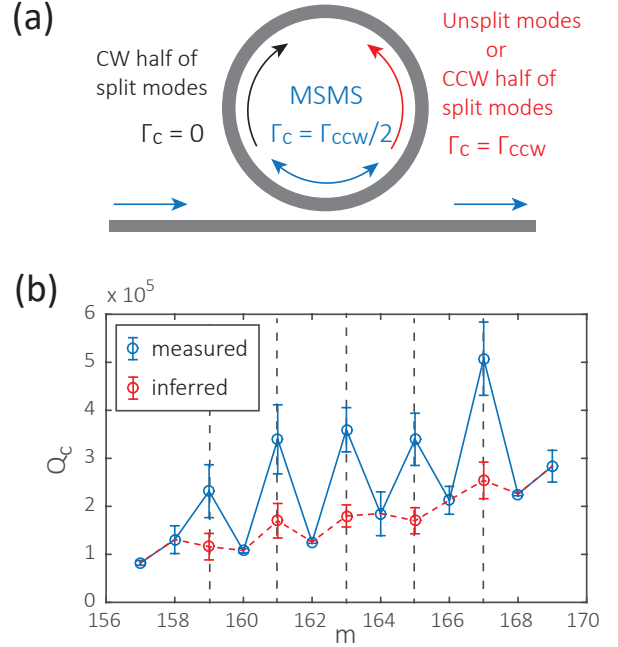 (a)
CW half of
split modes
Γc = 0
MSMS
Γc = ΓCCW/2
Unsplit modes
or
CCW half of
split modes
Γc = ΓCCW
(b)
× 10⁵
measured
inferred
6
5
4
3
2
1
0
Qc
156
158
160
162
164
166
168
170
m